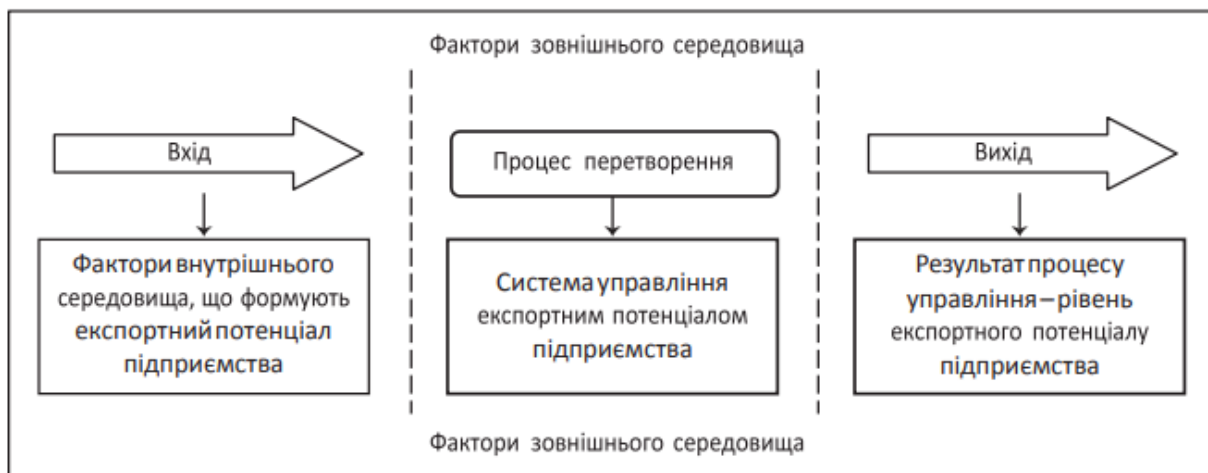 Фактори зовнішнього середовища
Вхід
Процес перетворення
Вихід
Фактори внутрішнього
середовища, що формують
експортний потенціал
підприємства
Система управління
експортним потенціалом
підприємства
Результат процесу
управління – рівень
експортного потенціалу
підприємства
Фактори зовнішнього середовища